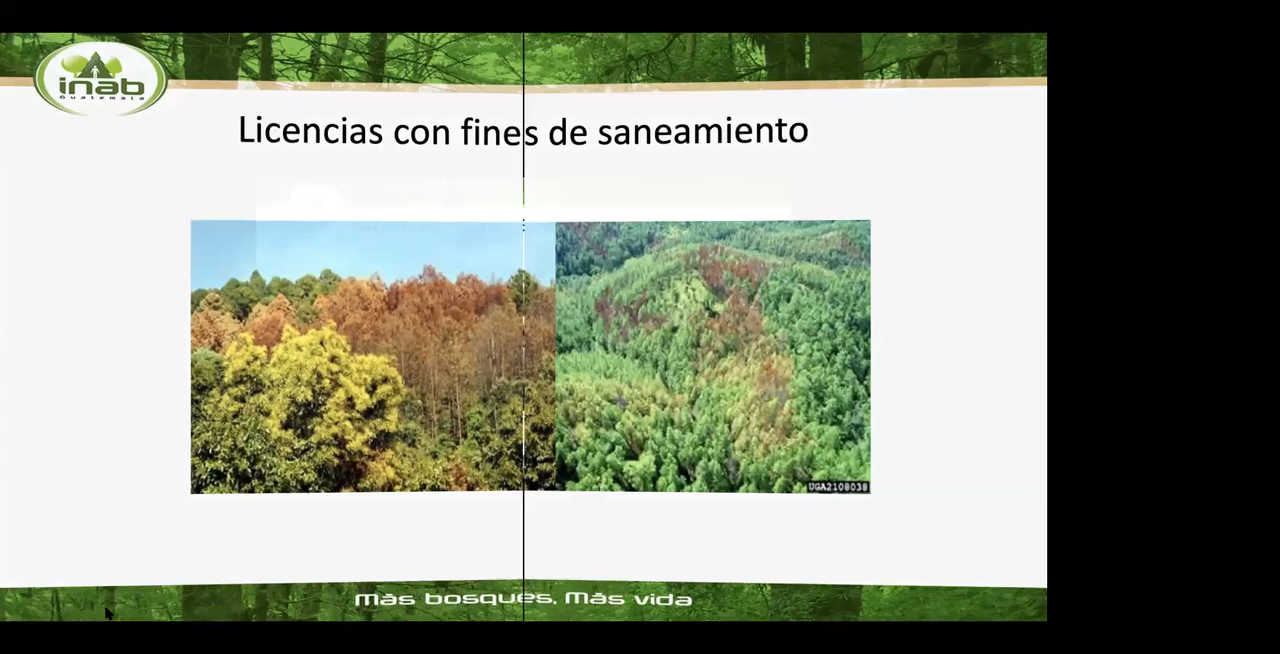 inab
Guatemala
Licencias con fines de saneamiento
UGA2108038
Más bosques, Más vida